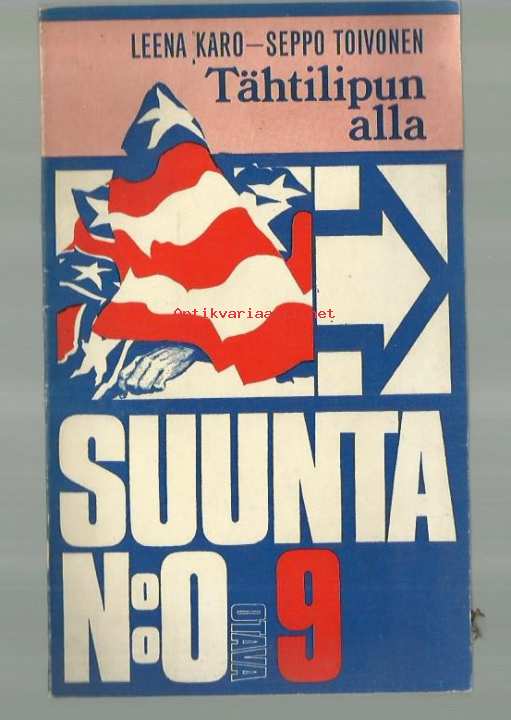 LEENA KARO–SEPPO TOIVONEN
Tähtilipun
alla
Antikvariaatti.net
SUUNTA
N:o:O 9
OTAVA